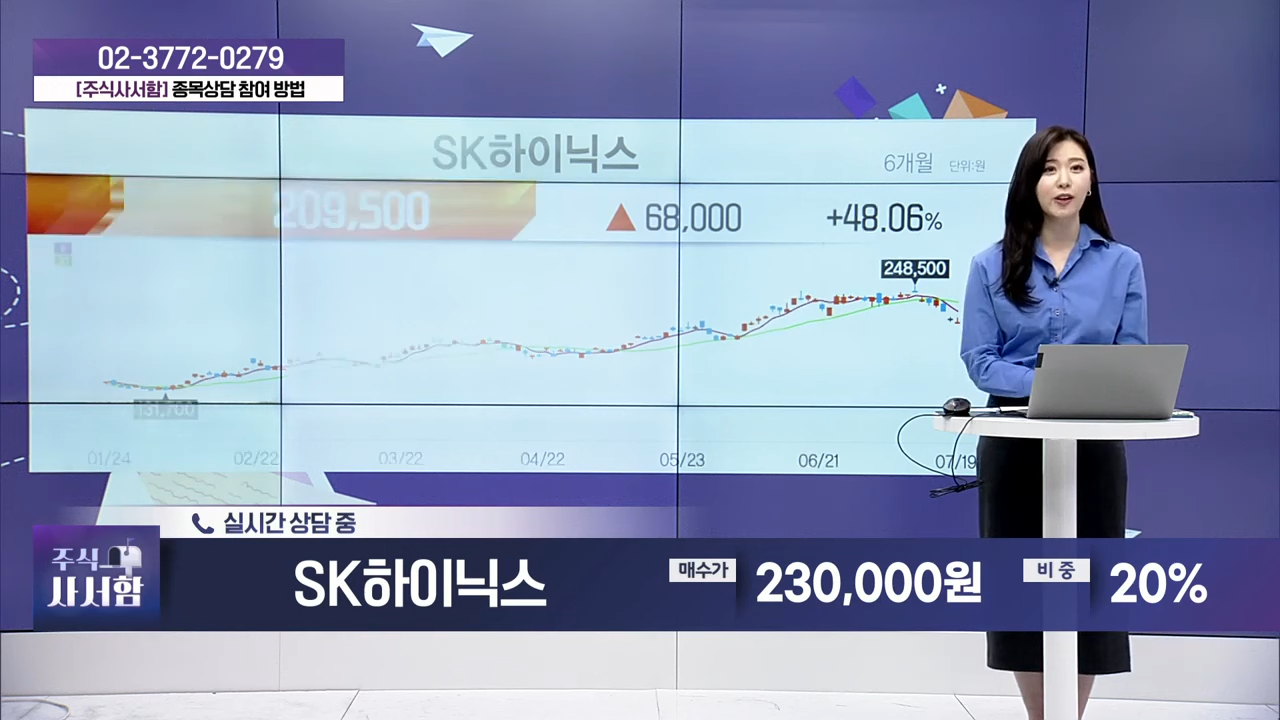 02-3772-0279
[주식사서함] 종목상담 참여 방법
SK하이닉스
6개월 단위:원
209,500 ▲ 68,000 +48.06%
248,500
131,700
01/24 02/22 03/22 04/22 05/23 06/21 07/19
실시간 상담 중
주식
사서함
SK하이닉스 매수가 230,000원 비중 20%